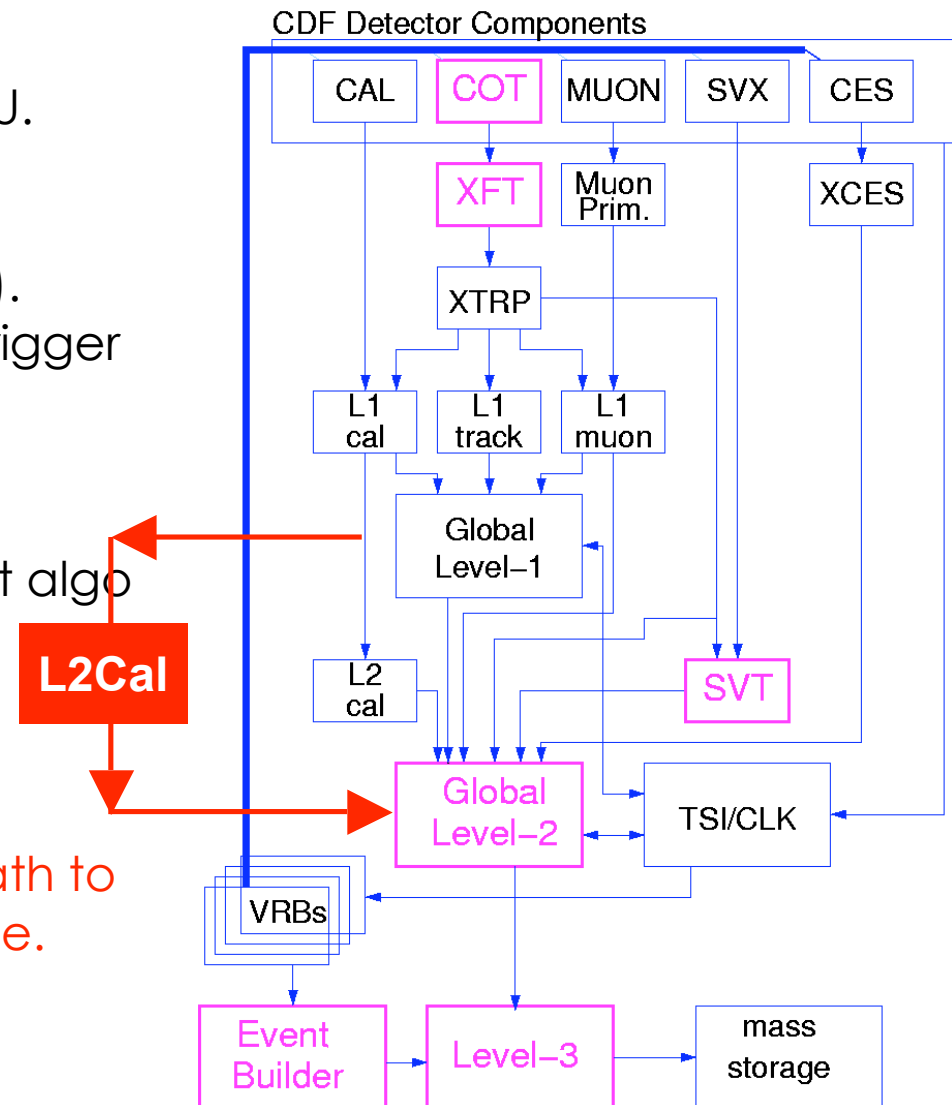 CDF Detector Components
CAL
COT
MUON
SVX
CES
XFT
Muon
Prim.
XCES
XTRP
L1
cal
L1
track
L1
muon
Global
Level–1
L2
cal
SVT
Global
Level–2
TSI/CLK
VRBs
Event
Builder
Level–3
mass
storage
J.
).
igger
t algo
L2Cal
ath to
e.